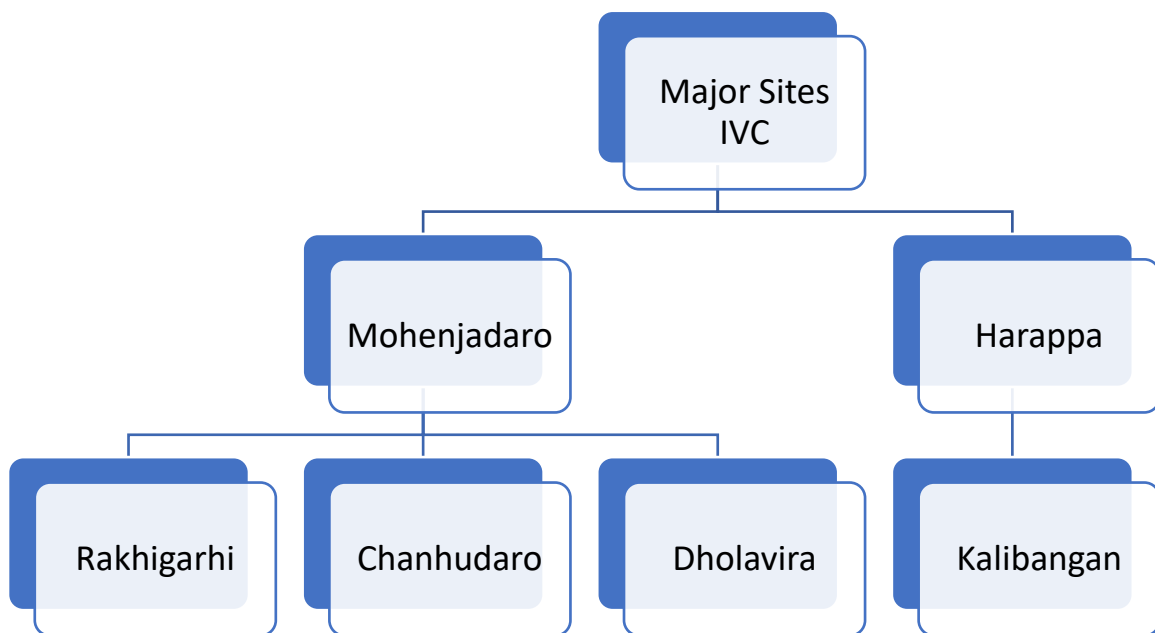 Major Sites
IVC
Mohenjadaro
Harappa
Rakhigarhi
Chanhudaro
Dholavira
Kalibangan